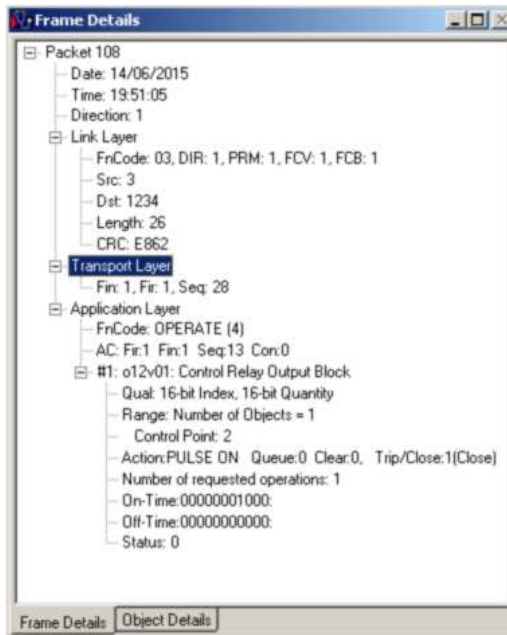 Frame Details
Packet 108
Date: 14/06/2015
Time: 19:51:05
Direction: 1
Link Layer
FnCode: 03, DIR: 1, PRM: 1, FCV: 1, FCB: 1
Src: 3
Dst: 1234
Length: 26
CRC: E862
Transport Layer
Fin: 1, Fir: 1, Seq: 28
Application Layer
FnCode: OPERATE (4)
AC: Fir:1 Fin:1 Seq:13 Con:0
#1: o12v01: Control Relay Output Block
Qual: 16-bit Index, 16-bit Quantity
Range: Number of Objects = 1
Control Point: 2
Action:PULSE ON Queue:0 Clear:0, Trip/Close:1(Close)
Number of requested operations: 1
On-Time:00000001000:
Off-Time:00000000000:
Status: 0
Frame Details Object Details